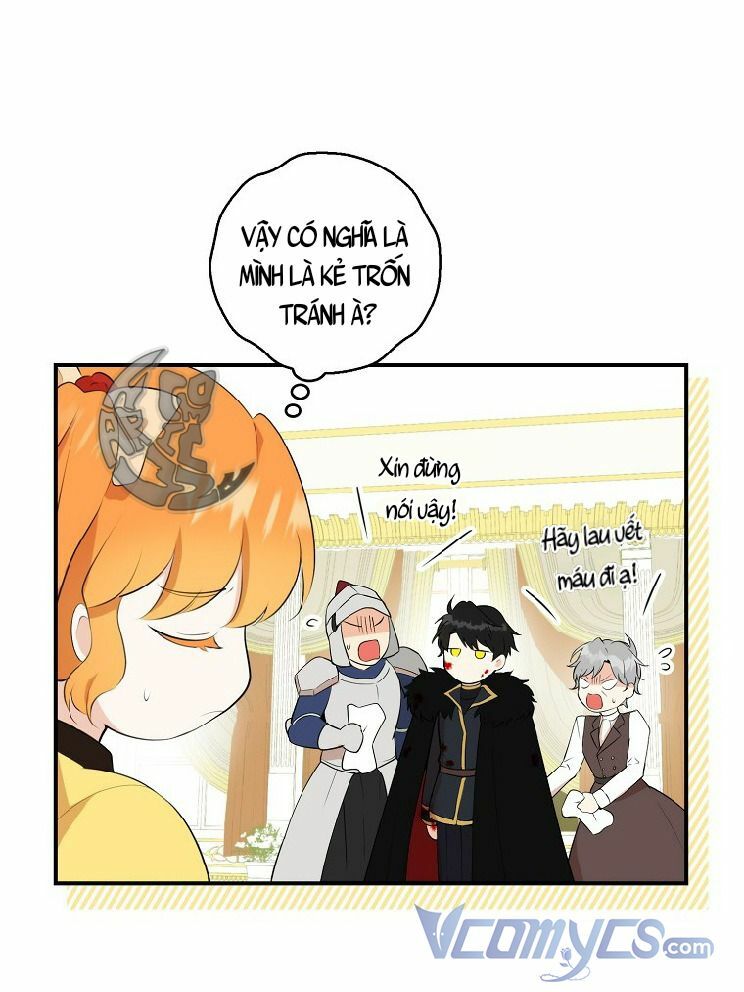 VẬY CÓ NGHĨA LÀ
MÌNH LÀ KẺ TRỐN
TRÁNH À?
Xin đừng
nói vậy!
Hãy lau vết
máu đi ạ!
VCOMYCS.com